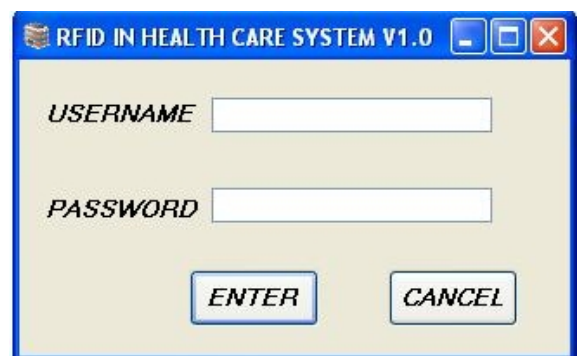 RFID IN HEALTH CARE SYSTEM V1.0
USERNAME
PASSWORD
ENTER CANCEL